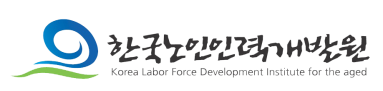 한국노인인력개발원
Korea Labor Force Development Institute for the aged